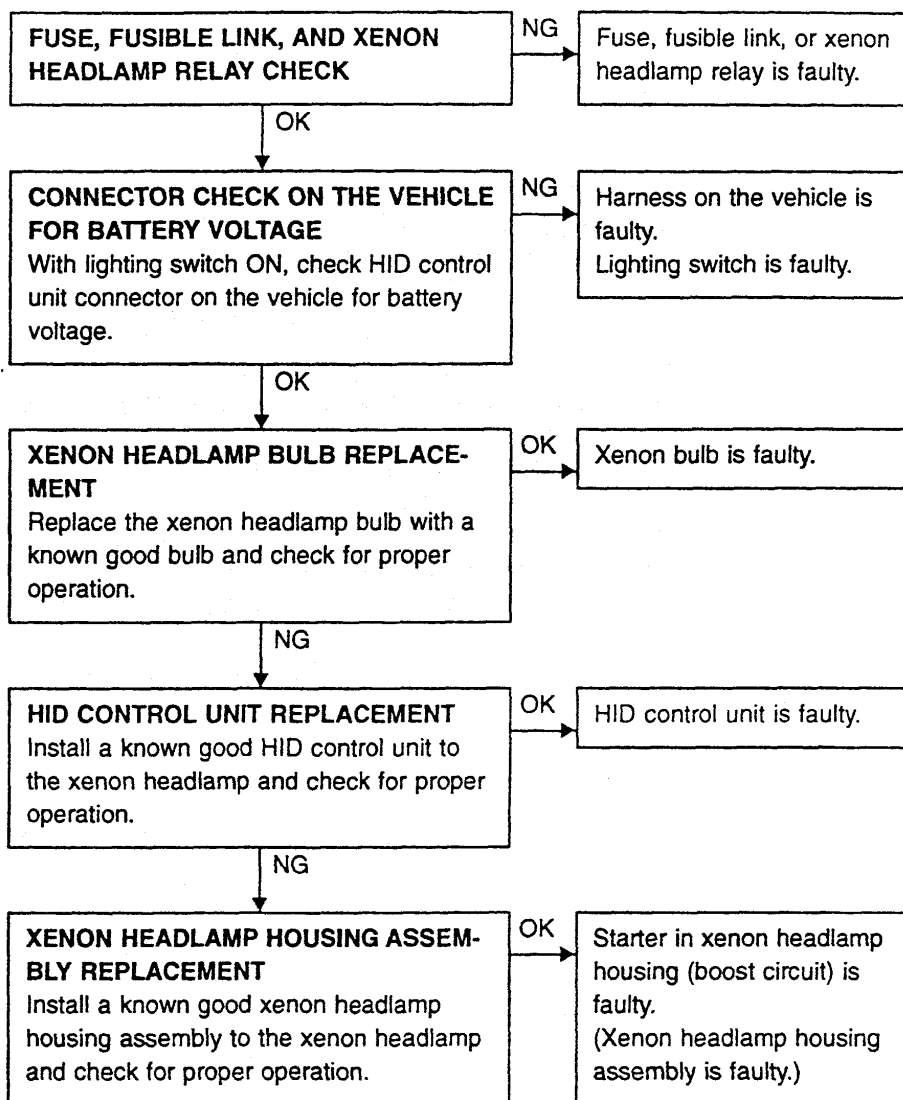 FUSE, FUSIBLE LINK, AND XENON
HEADLAMP RELAY CHECK
NG
Fuse, fusible link, or xenon
headlamp relay is faulty.
OK
CONNECTOR CHECK ON THE VEHICLE
FOR BATTERY VOLTAGE
With lighting switch ON, check HID control
unit connector on the vehicle for battery
voltage.
NG
Harness on the vehicle is
faulty.
Lighting switch is faulty.
OK
XENON HEADLAMP BULB REPLACE-
MENT
Replace the xenon headlamp bulb with a
known good bulb and check for proper
operation.
OK
Xenon bulb is faulty.
NG
HID CONTROL UNIT REPLACEMENT
Install a known good HID control unit to
the xenon headlamp and check for proper
operation.
OK
HID control unit is faulty.
NG
XENON HEADLAMP HOUSING ASSEM-
BLY REPLACEMENT
Install a known good xenon headlamp
housing assembly to the xenon headlamp
and check for proper operation.
OK
Starter in xenon headlamp
housing (boost circuit) is
faulty.
(Xenon headlamp housing
assembly is faulty.)